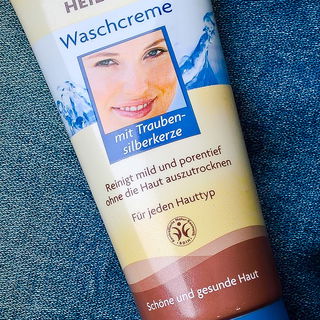 Waschcreme
mit Trauben-
silberkerze
Reinigt mild und porentief
ohne die Haut auszutrocknen
Für jeden Hauttyp
Schöne und gesunde Haut